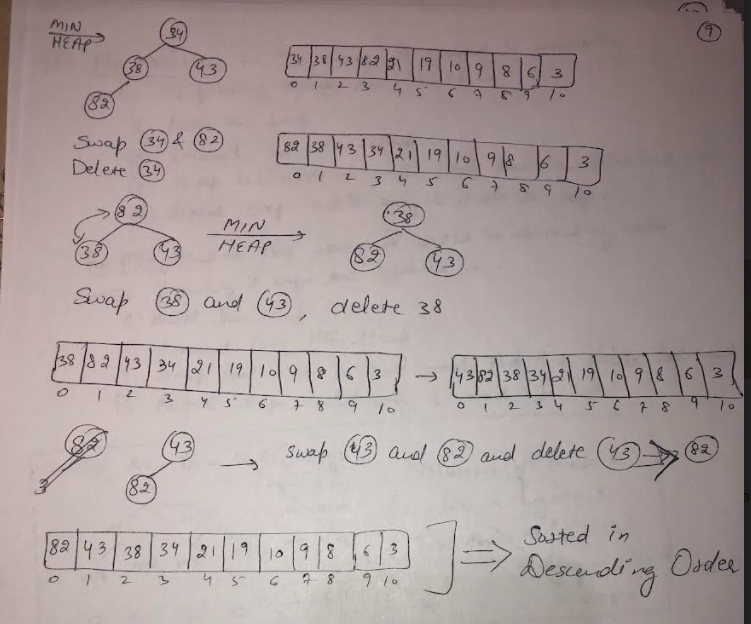 9
MIN
HEAP
34
38 43
82
34 38 43 82 21 19 10 9 8 6 3
0 1 2 3 4 5 6 7 8 9 10
Swap 34 & 82
Delete 34
82 38 43 34 21 19 10 9 8 6 3
0 1 2 3 4 5 6 7 8 9 10
82
38 43
MIN
HEAP
38
82 43
Swap 38 and 43, delete 38
38 82 43 34 21 19 10 9 8 6 3
0 1 2 3 4 5 6 7 8 9 10
43 82 38 34 21 19 10 9 8 6 3
0 1 2 3 4 5 6 7 8 9 10
82
3
43
82
swap 43 and 82 and delete 43 82
82 43 38 34 21 19 10 9 8 6 3
0 1 2 3 4 5 6 7 8 9 10
Sorted in
Descending Order